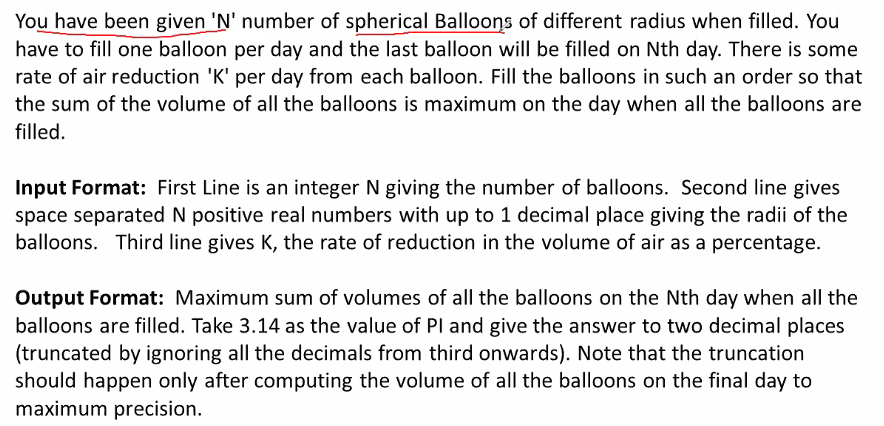 You have been given 'N' number of spherical Balloons of different radius when filled. You
have to fill one balloon per day and the last balloon will be filled on Nth day. There is some
rate of air reduction 'K' per day from each balloon. Fill the balloons in such an order so that
the sum of the volume of all the balloons is maximum on the day when all the balloons are
filled.
Input Format: First Line is an integer N giving the number of balloons. Second line gives
space separated N positive real numbers with up to 1 decimal place giving the radii of the
balloons. Third line gives K, the rate of reduction in the volume of air as a percentage.
Output Format: Maximum sum of volumes of all the balloons on the Nth day when all the
balloons are filled. Take 3.14 as the value of PI and give the answer to two decimal places
(truncated by ignoring all the decimals from third onwards). Note that the truncation
should happen only after computing the volume of all the balloons on the final day to
maximum precision.